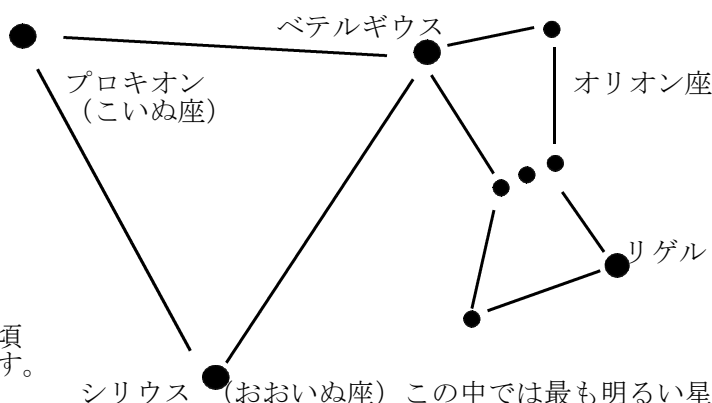 ベテルギウス
プロキオン
（こいぬ座）
オリオン座
リゲル
頃
す。
シリウス （おおいぬ座）この中では最も明るい星